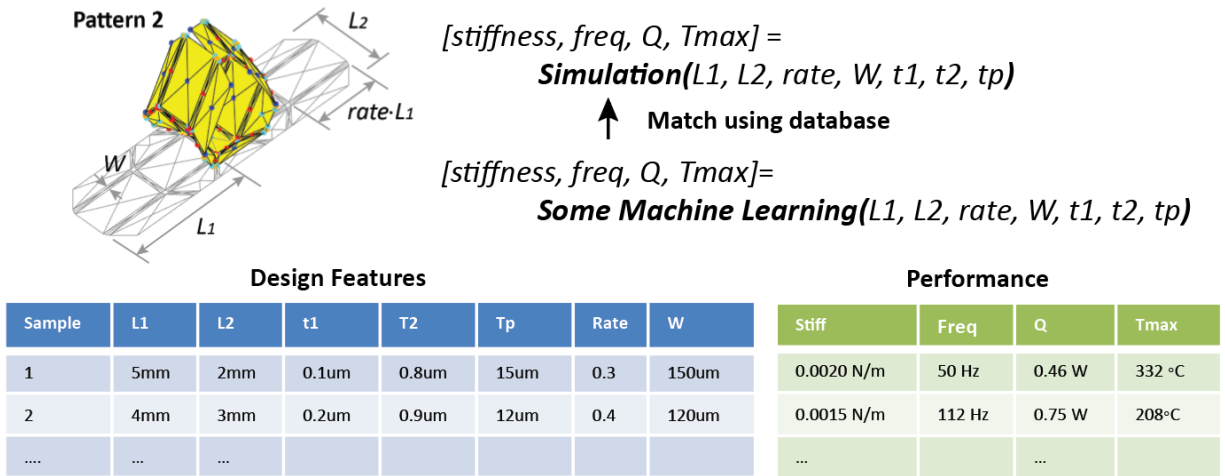 Pattern 2
L2
rate·L1
W
L1
[stiffness, freq, Q, Tmax] =
Simulation(L1, L2, rate, W, t1, t2, tp)
Match using database
[stiffness, freq, Q, Tmax]=
Some Machine Learning(L1, L2, rate, W, t1, t2, tp)
Design Features
Sample L1 L2 t1 T2 Tp Rate W
1 5mm 2mm 0.1um 0.8um 15um 0.3 150um
2 4mm 3mm 0.2um 0.9um 12um 0.4 120um
.... ... ...
Performance
Stiff Freq Q Tmax
0.0020 N/m 50 Hz 0.46 W 332 °C
0.0015 N/m 112 Hz 0.75 W 208°C
... ...